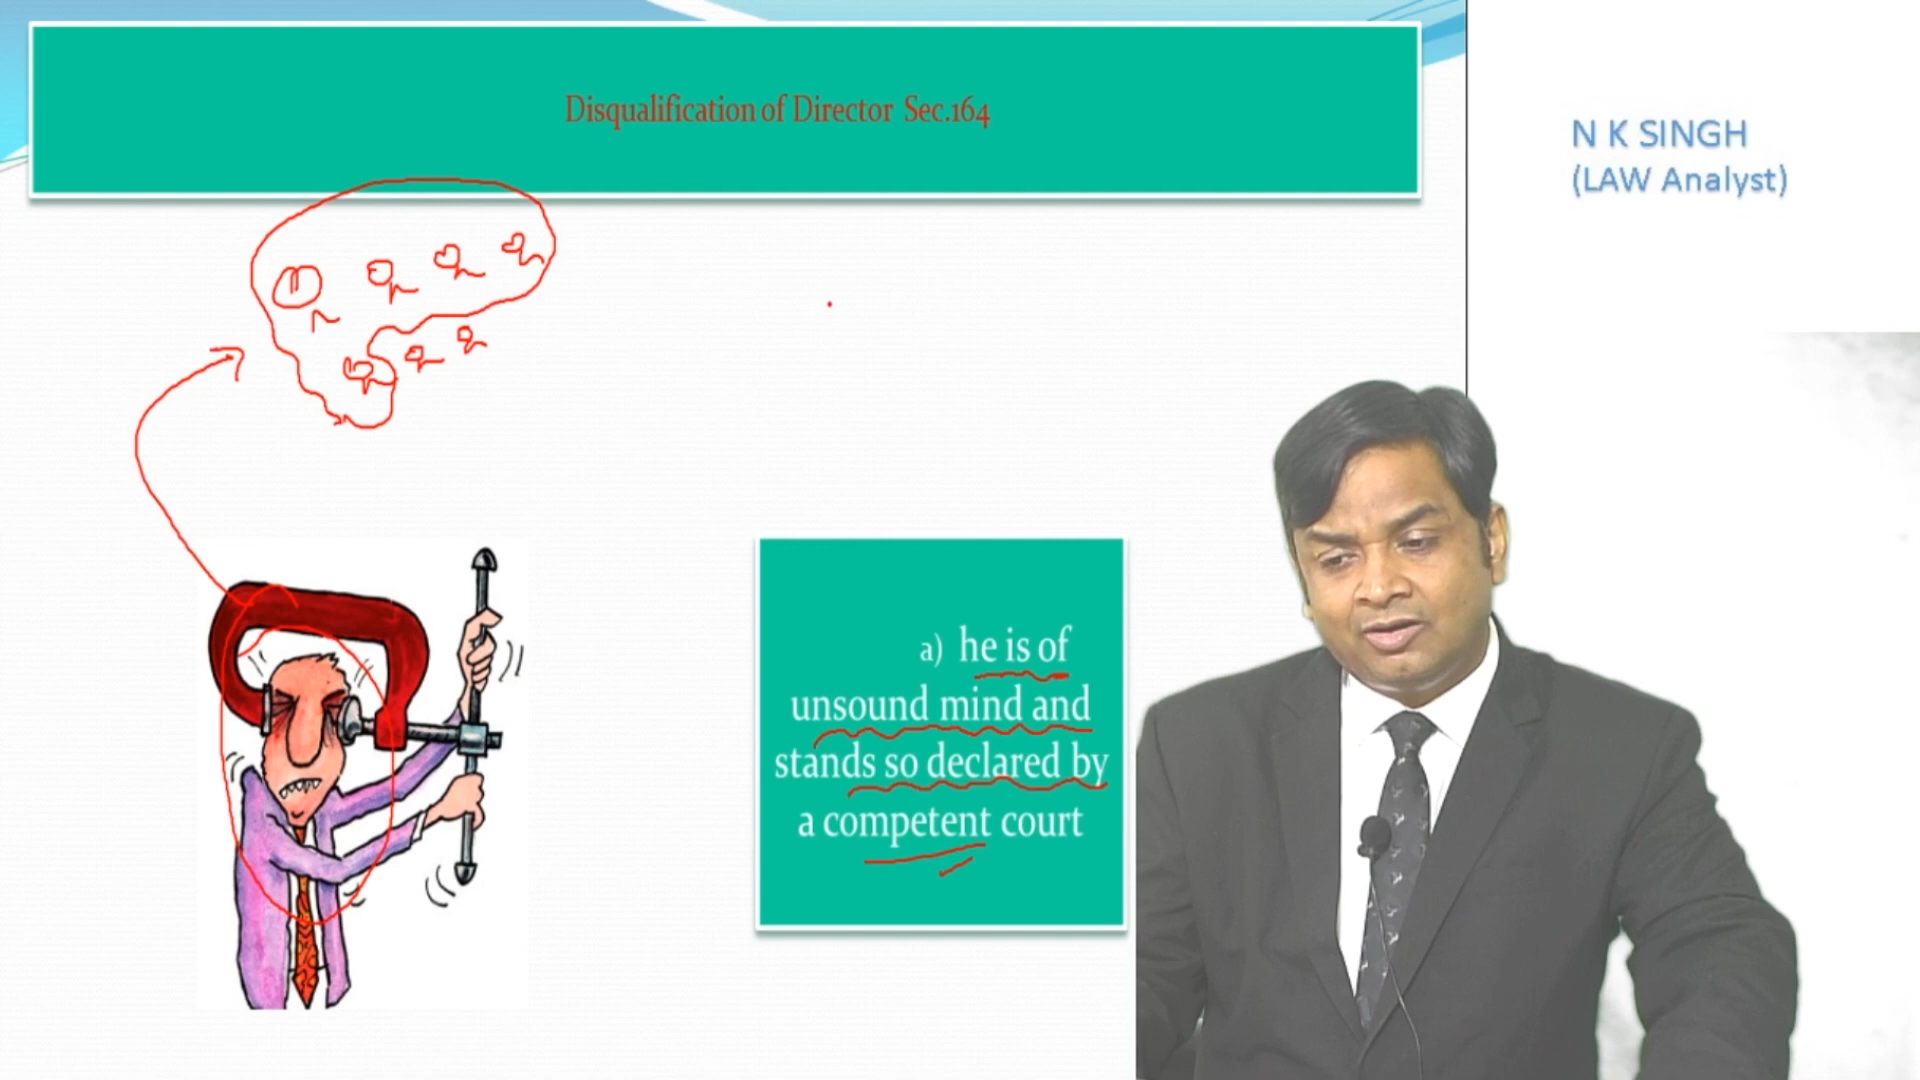 Disqualification of Director Sec.164
N K SINGH
(LAW Analyst)
a) he is of
unsound mind and
stands so declared by
a competent court